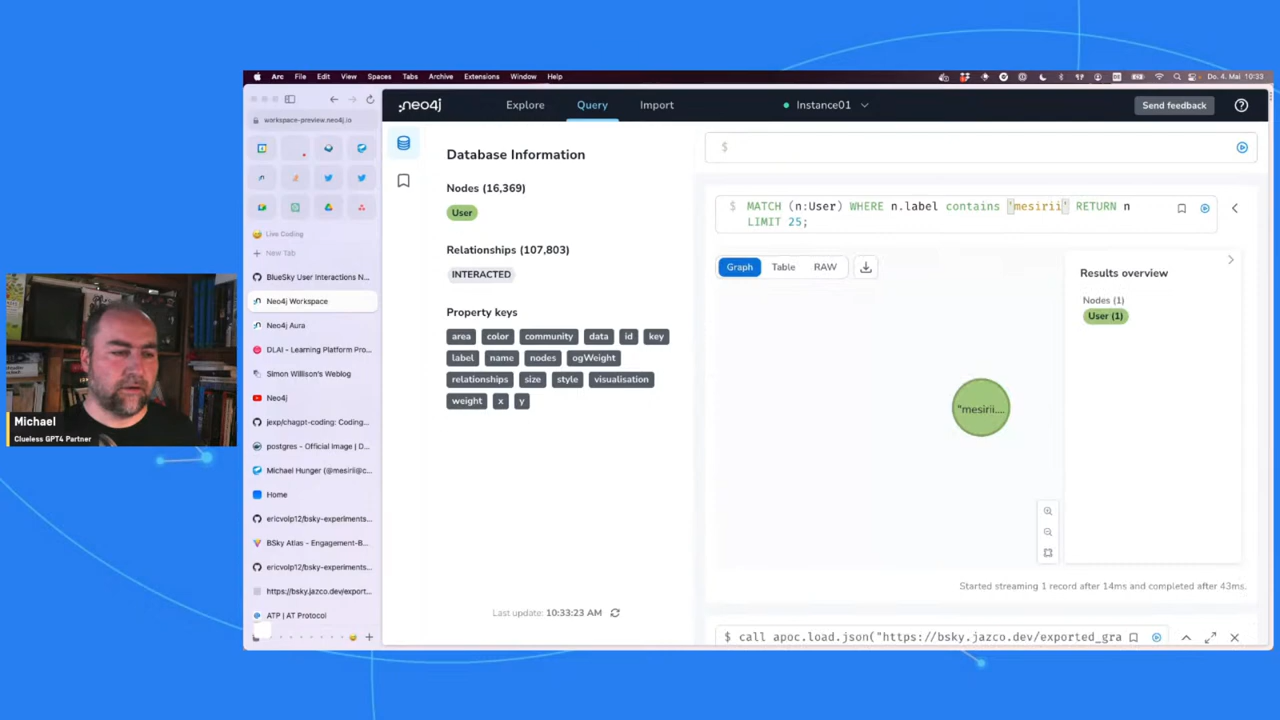 Arc File Edit View Spaces Tabs Archive Extensions Window Help Do. 4. Mai 10:33
workspace-preview.neo4j.io
Live Coding
New Tab
BlueSky User Interactions N...
Neo4j Workspace
Neo4j Aura
DLAI - Learning Platform Pro...
Simon Willison's Weblog
Neo4j
jexp/chagpt-coding: Coding...
postgres - Official Image | D...
Michael Hunger (@mesirii@c...
Home
ericvolp12/bsky-experiments...
BSky Atlas - Engagement-B...
ericvolp12/bsky-experiments...
https://bsky.jazco.dev/export...
ATP | AT Protocol
:neo4j Explore Query Import Instance01 Send feedback
Database Information
Nodes (16,369)
User
Relationships (107,803)
INTERACTED
Property keys
area color community data id key
label name nodes ogWeight
relationships size style visualisation
weight x y
Last update: 10:33:23 AM
$
$ MATCH (n:User) WHERE n.label contains 'mesirii' RETURN n
LIMIT 25;
Graph Table RAW
Results overview
Nodes (1)
User (1)
"mesirii....
Started streaming 1 record after 14ms and completed after 43ms.
$ call apoc.load.json("https://bsky.jazco.dev/exported_gra
Michael
Clueless GPT4 Partner